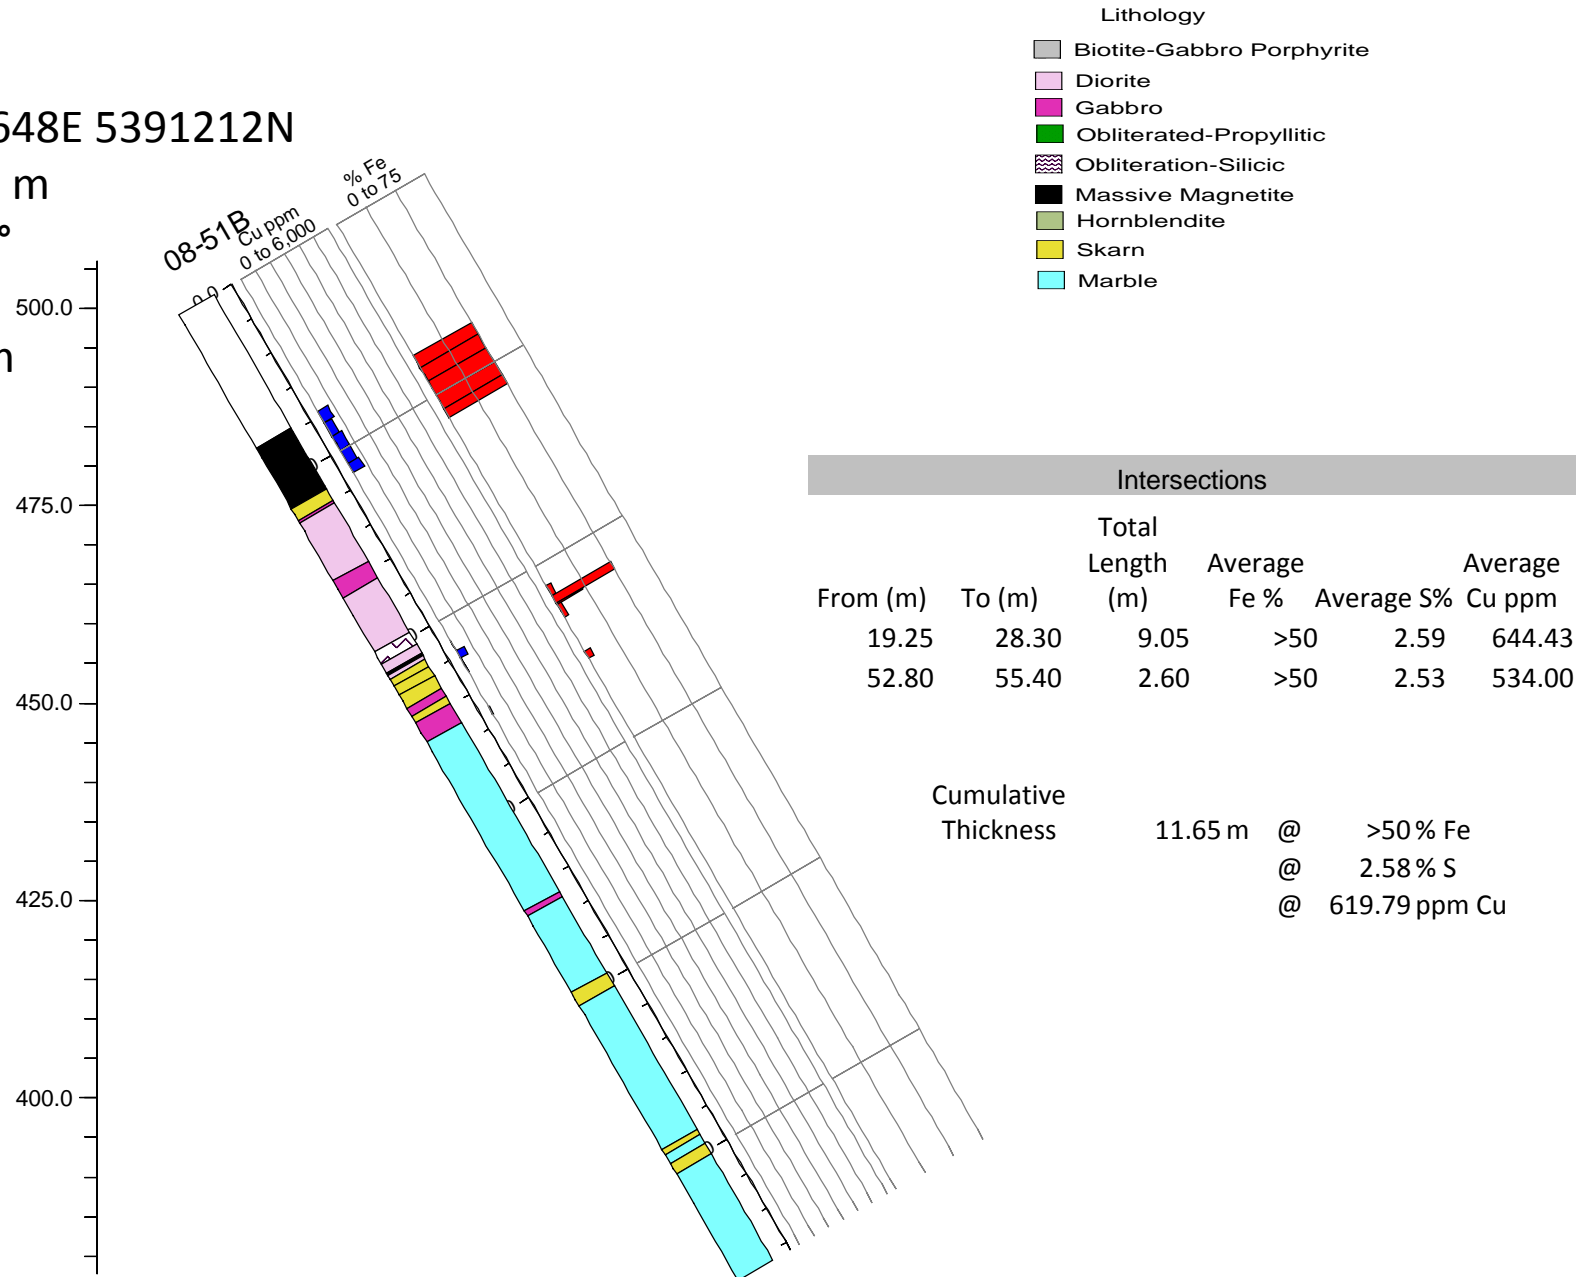 Lithology
Biotite-Gabbro Porphyrite
Diorite
Gabbro
Obliterated-Propyllitic
Obliteration-Silicic
Massive Magnetite
Hornblendite
Skarn
Marble
648E 5391212N
m
°
% Fe
0 to 75
08-51B
Cu ppm
0 to 6,000
0.0
500.0
475.0
450.0
425.0
400.0
Intersections
Total
Length Average Average
From (m) To (m) (m) Fe % Average S% Cu ppm
19.25 28.30 9.05 >50 2.59 644.43
52.80 55.40 2.60 >50 2.53 534.00
Cumulative
Thickness 11.65 m @ >50 % Fe
@ 2.58 % S
@ 619.79 ppm Cu